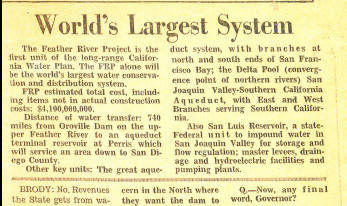 World's Largest System
The Feather River Project is the
first unit of the long-range Califor-
nia Water Plan. The FRP alone will
be the world's largest water conserva-
tion and distribution system.
FRP estimated total cost, includ-
ing items not in actual construction
costs: $4,100,000,000.
Distance of water transfer: 740
miles from Oroville Dam on the up-
per Feather River to an aqueduct
terminal reservoir at Perris which
will service an area down to San Di-
ego County.
Other key units: The great aque-
duct system, with branches at
north and south ends of San Fran-
cisco Bay; the Delta Pool (converg-
ence point of northern rivers) San
Joaquin Valley-Southern California
Aqueduct, with East and West
Branches serving Southern Califor-
nia.
Also San Luis Reservoir, a state-
Federal unit to impound water in
San Joaquin Valley for storage and
flow regulation; master levees, drain-
age and hydroelectric facilities and
pumping plants.
BRODY: No, Revenues
the State gets from wa-
cern in the North where
they want the dam to
Q.—Now, any final
word, Governor?